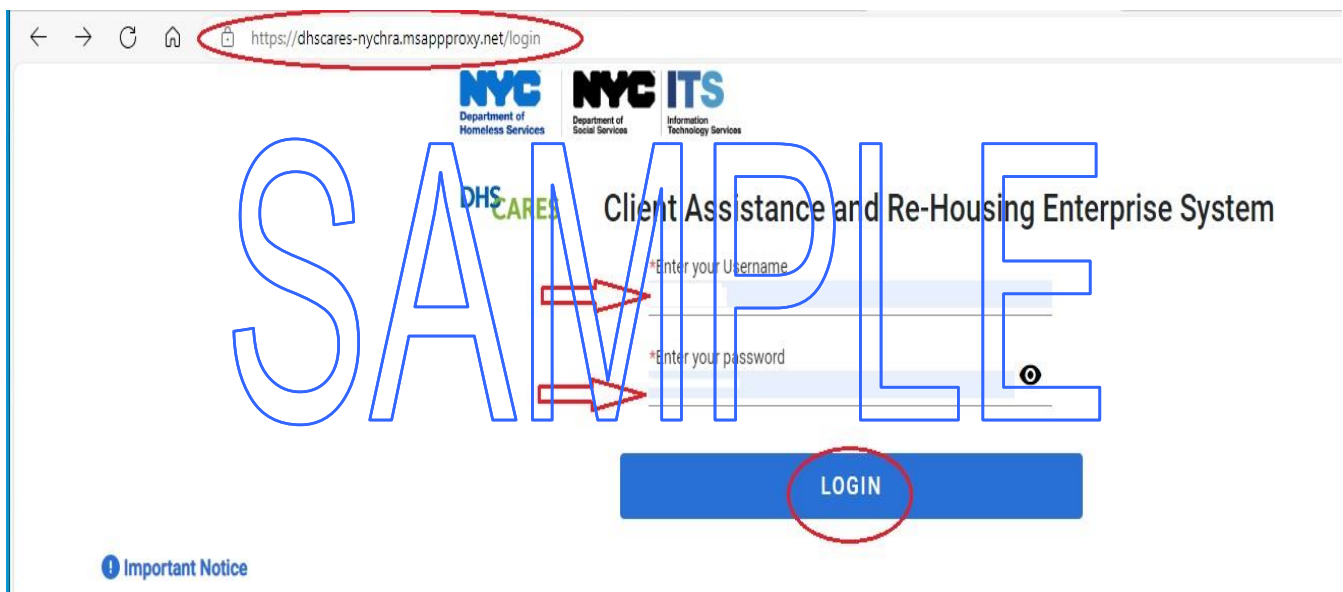 https://dhscares-nychra.msappproxy.net/login
NYC NYC ITS
Department of Homeless Services Department of Social Services Information Technology Services
SAMPLE
DHS CARES Client Assistance and Re-Housing Enterprise System
*Enter your Username
*Enter your password
LOGIN
Important Notice